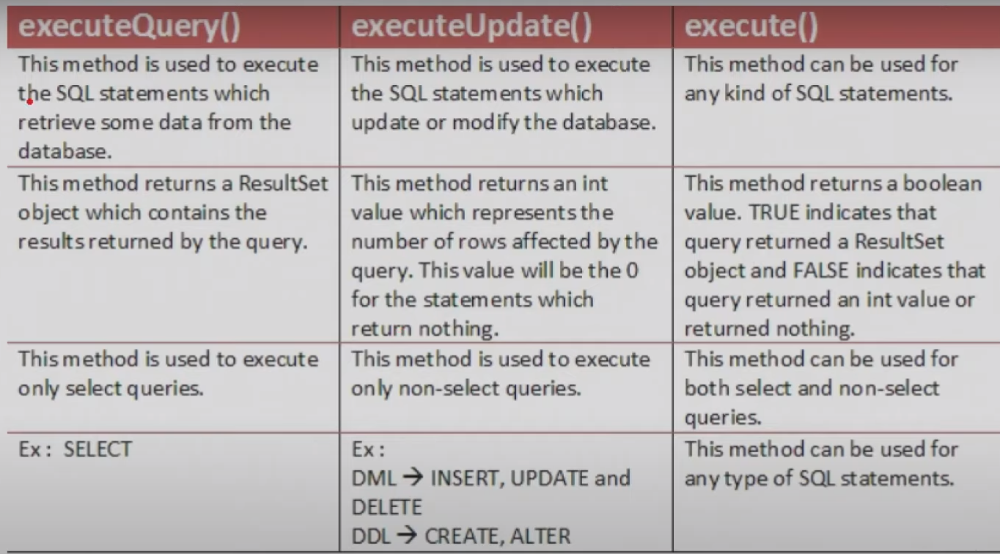 executeQuery()
executeUpdate()
execute()
This method is used to execute
the SQL statements which
retrieve some data from the
database.
This method is used to execute
the SQL statements which
update or modify the database.
This method can be used for
any kind of SQL statements.
This method returns a ResultSet
object which contains the
results returned by the query.
This method returns an int
value which represents the
number of rows affected by the
query. This value will be the 0
for the statements which
return nothing.
This method returns a boolean
value. TRUE indicates that
query returned a ResultSet
object and FALSE indicates that
query returned an int value or
returned nothing.
This method is used to execute
only select queries.
This method is used to execute
only non-select queries.
This method can be used for
both select and non-select
queries.
Ex : SELECT
Ex :
DML → INSERT, UPDATE and
DELETE
DDL → CREATE, ALTER
This method can be used for
any type of SQL statements.